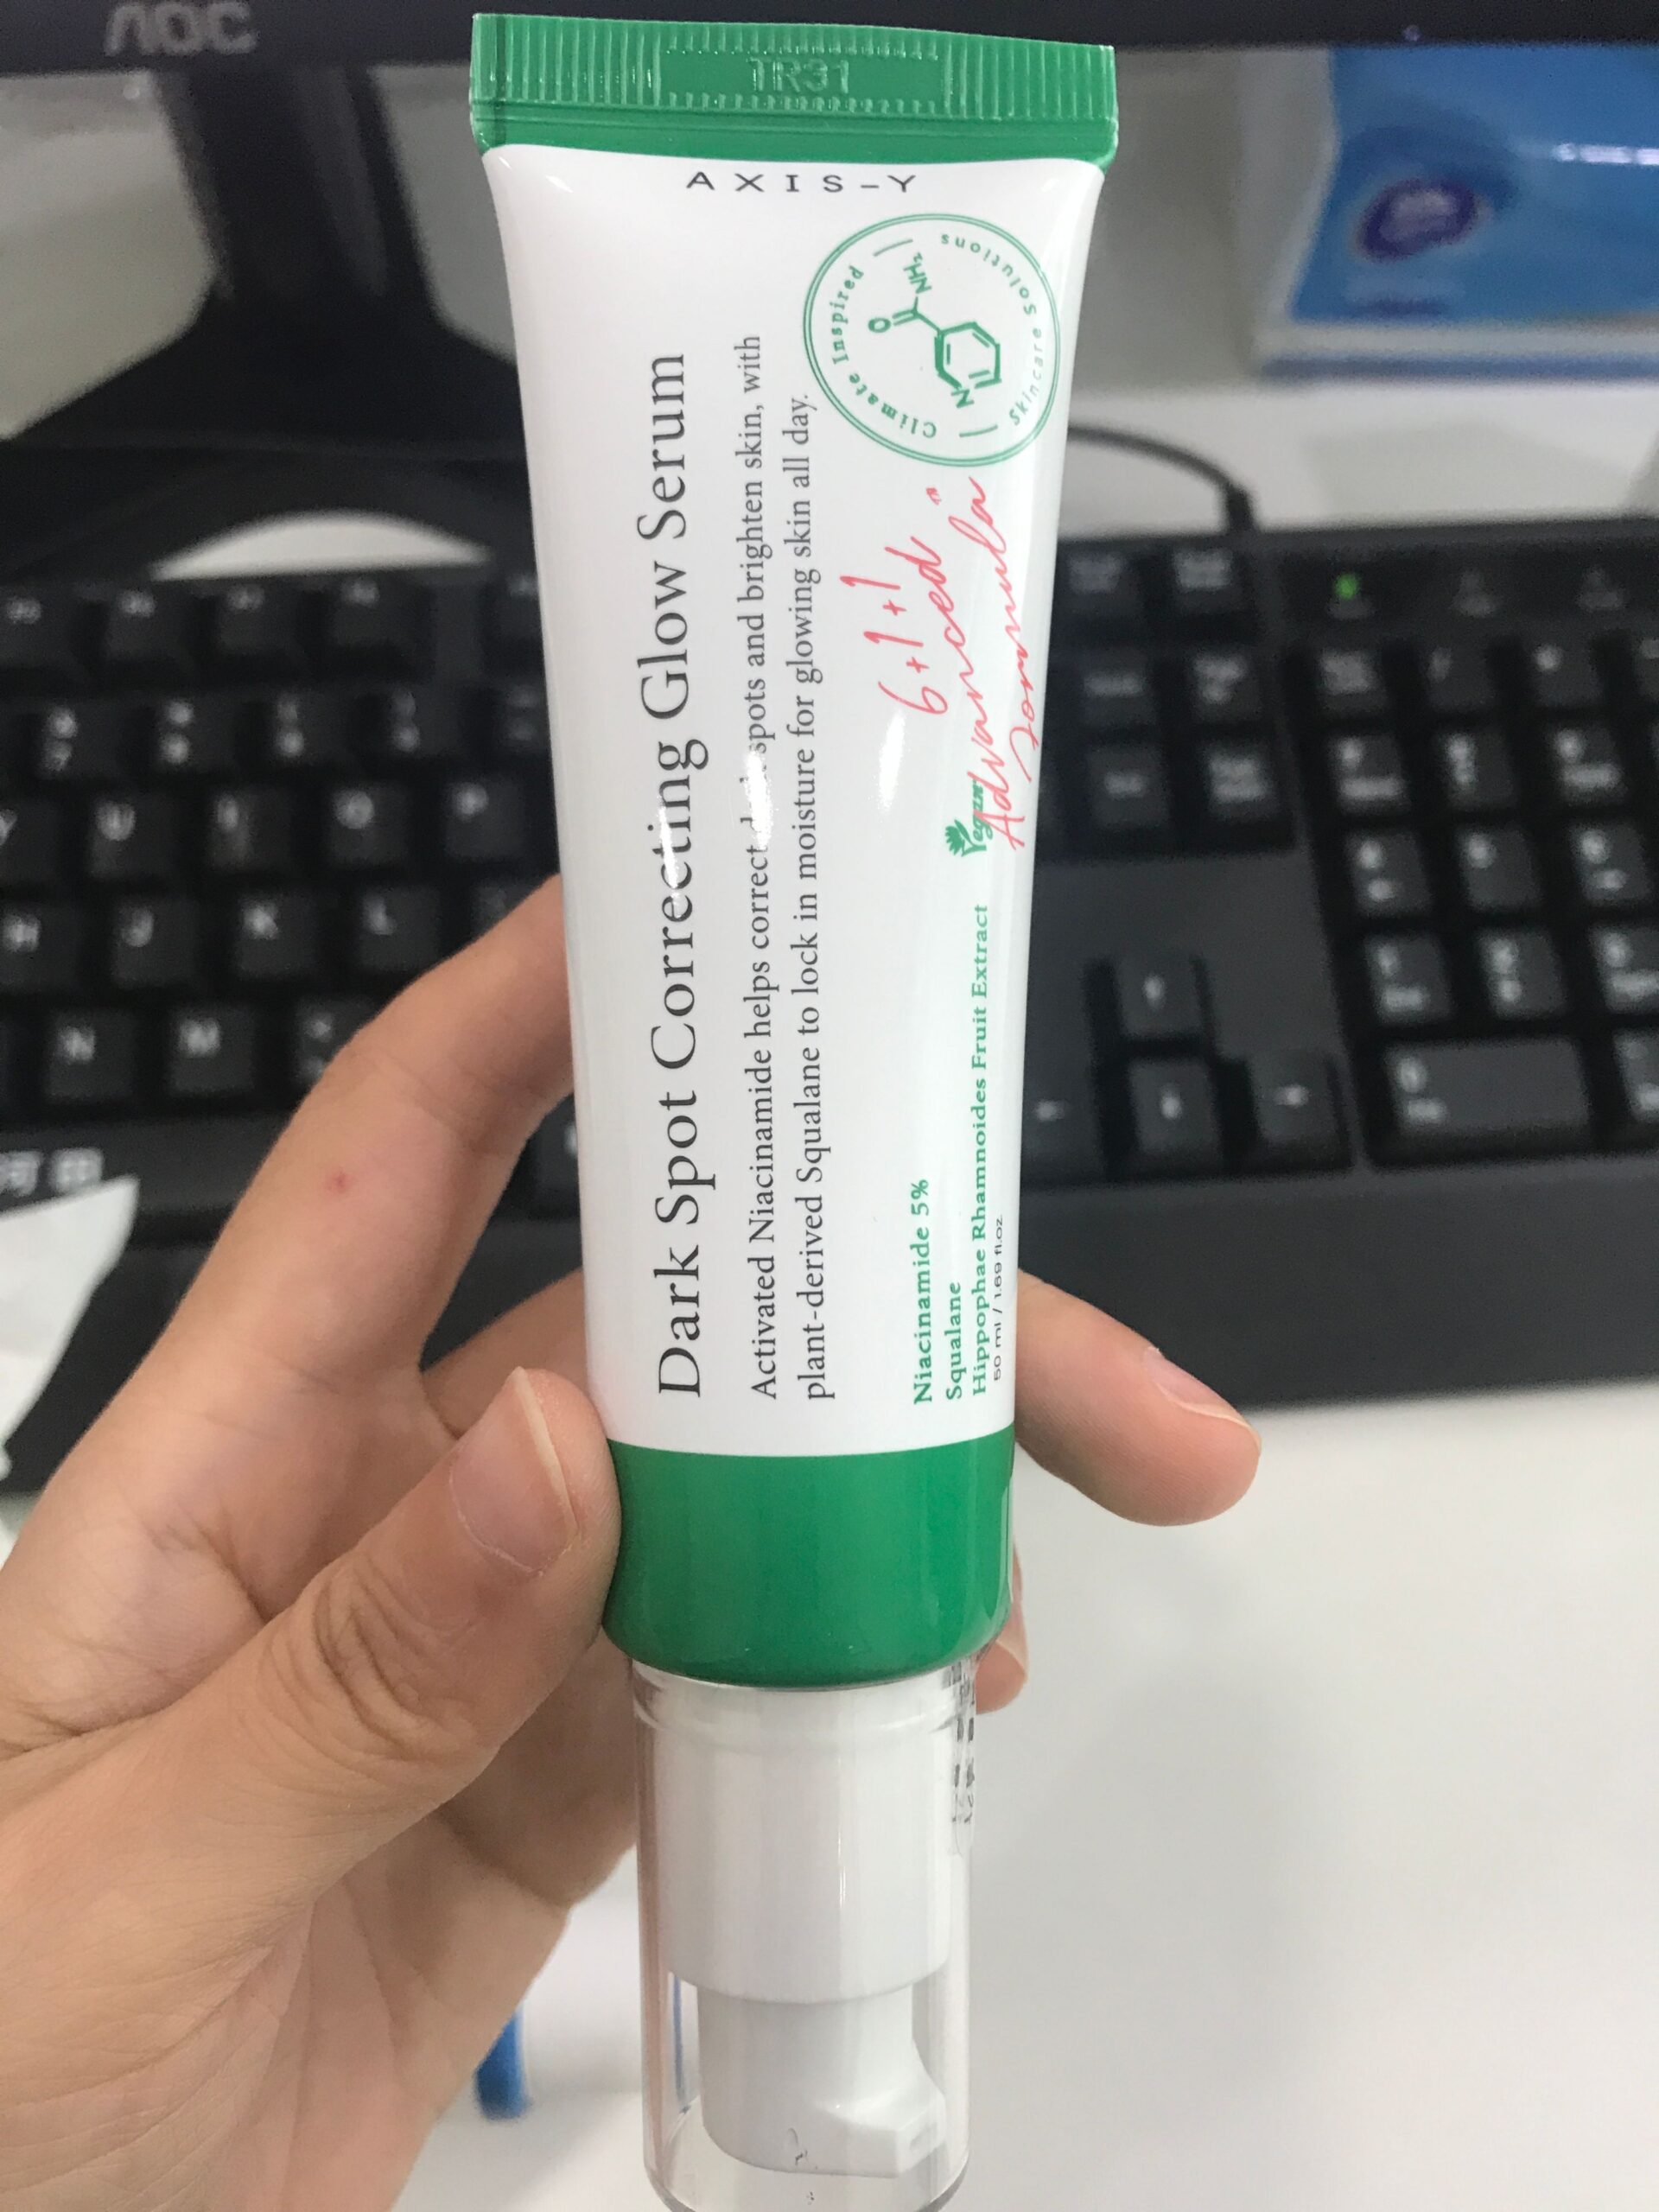 AOC
TR31
AXIS-Y
Climate Inspired
Skincare Solutions
NH₂
O
N
Dark Spot Correcting Glow Serum
Activated Niacinamide helps correct dark spots and brighten skin, with
plant-derived Squalane to lock in moisture for glowing skin all day.
6+1+1
Advanced
Formula
Vegan
Niacinamide 5%
Squalane
Hippophae Rhamnoides Fruit Extract
50 ml / 1.69 fl.oz
U
I
O
P
H
J
K
L
N
M